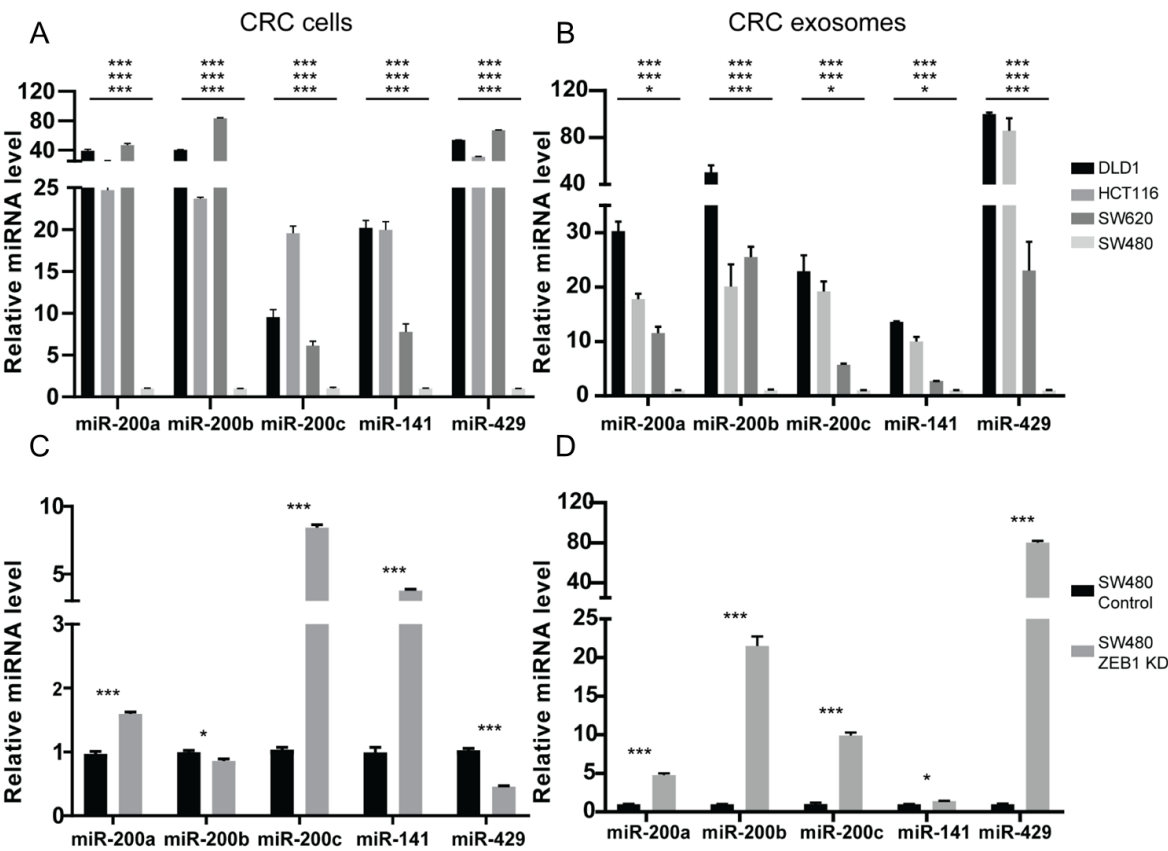 A
CRC cells
B
CRC exosomes
*** *** *** *** ***
*** *** *** *** ***
*** *** *** *** ***
120
80
40
25
20
15
10
5
0
Relative miRNA level
miR-200a miR-200b miR-200c miR-141 miR-429
*** *** *** *** ***
*** *** *** *** ***
* *** * * ***
120
80
40
30
20
10
0
Relative miRNA level
miR-200a miR-200b miR-200c miR-141 miR-429
DLD1
HCT116
SW620
SW480
C
10
5
3
2
1
0
Relative miRNA level
*** * *** *** ***
miR-200a miR-200b miR-200c miR-141 miR-429
D
120
80
40
25
20
15
10
5
0
Relative miRNA level
*** *** *** * ***
miR-200a miR-200b miR-200c miR-141 miR-429
SW480
Control
SW480
ZEB1 KD